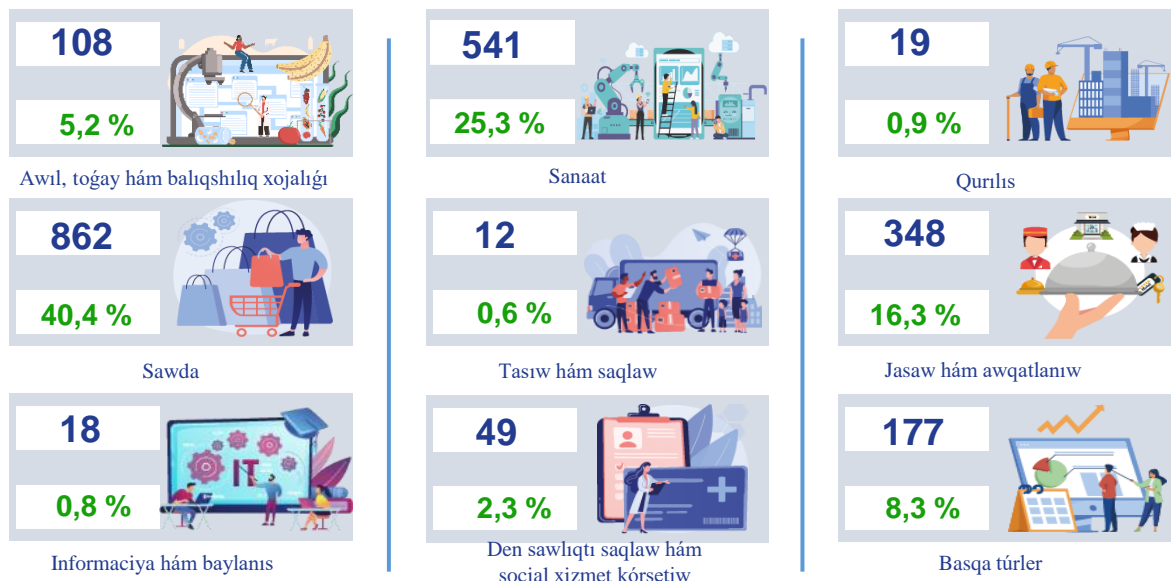 108
5,2 %
Awıl, toǵay hám balıqshılıq xojalıǵı
541
25,3 %
Sanaat
19
0,9 %
Qurılıs
862
40,4 %
Sawda
12
0,6 %
Tasıw hám saqlaw
348
16,3 %
Jasaw hám awqatlanıw
18
0,8 %
IT
Informaciya hám baylanıs
49
2,3 %
Den sawlıqtı saqlaw hám
social xizmet kórsetiw
177
8,3 %
Basqa túrler